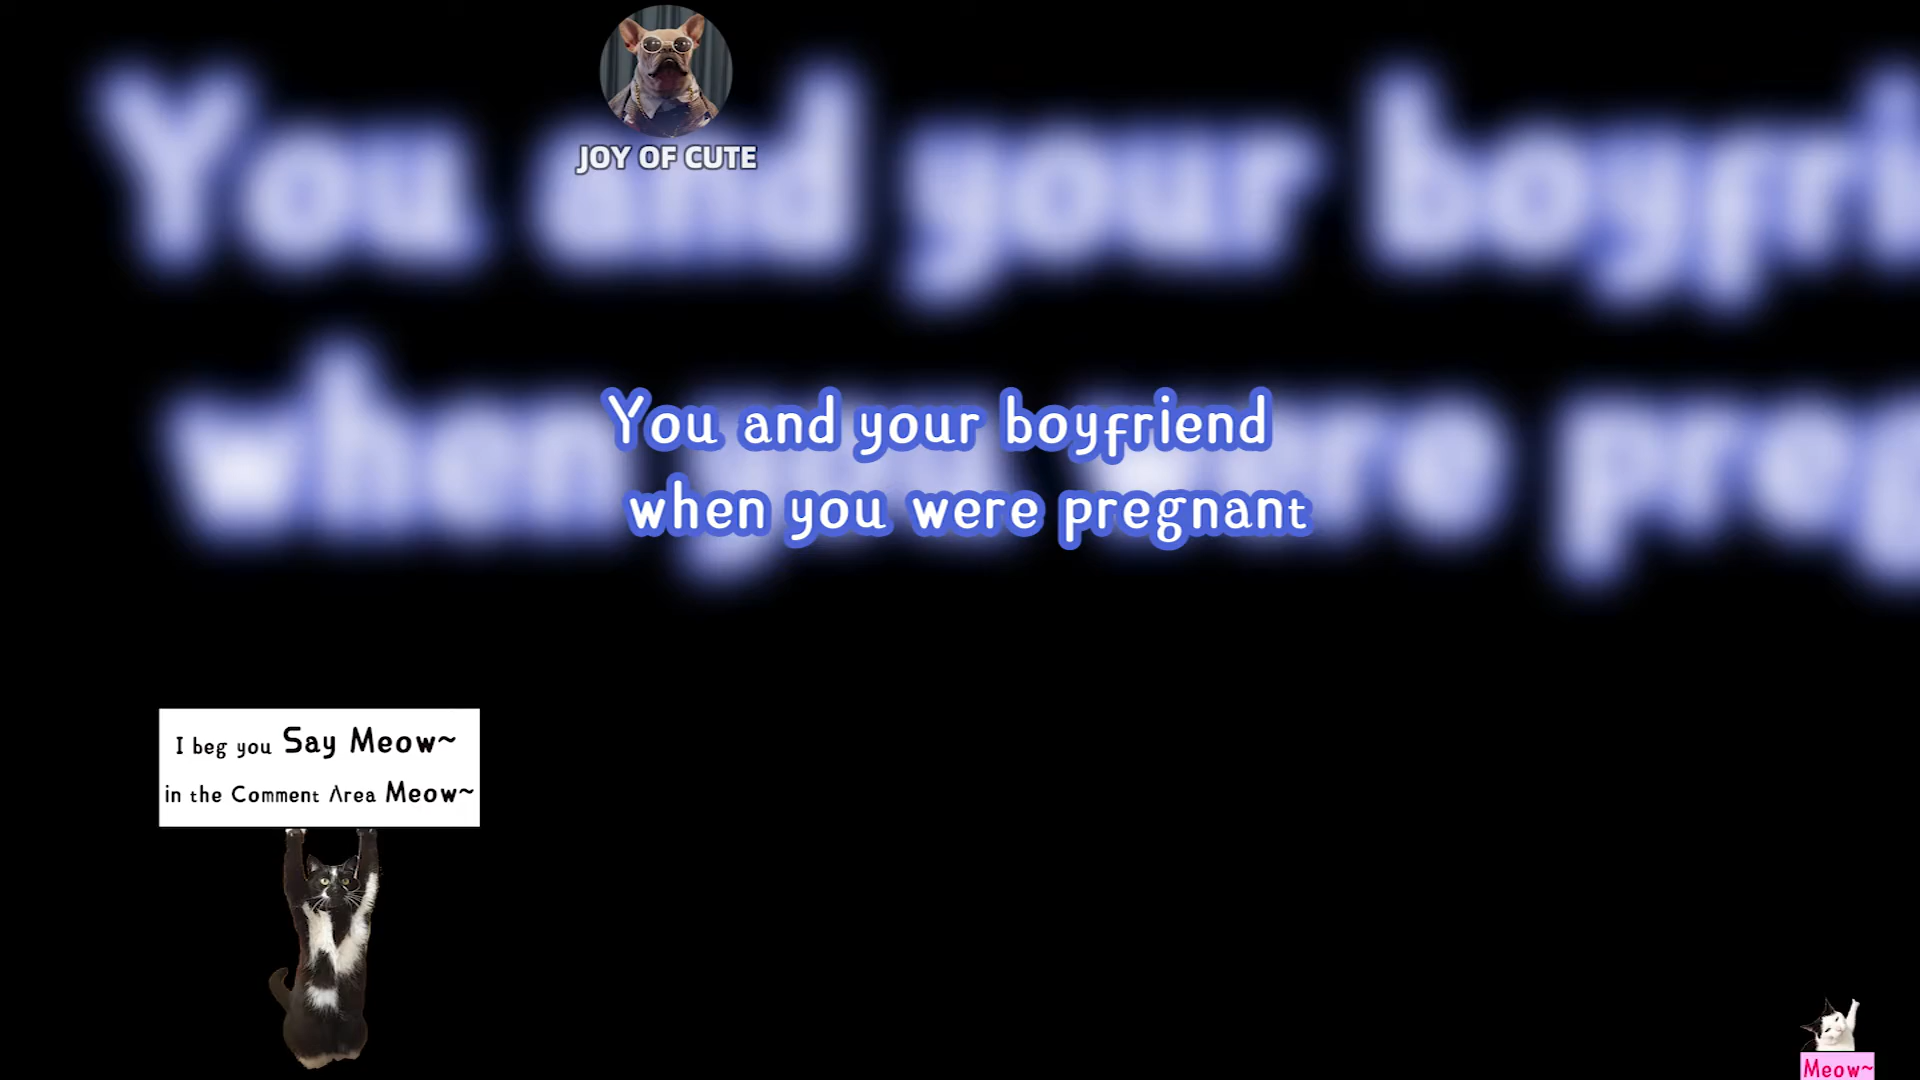 JOY OF CUTE
You and your boyfriend
when you were pregnant
I beg you Say Meow~
in the Comment Area Meow~
Meow~